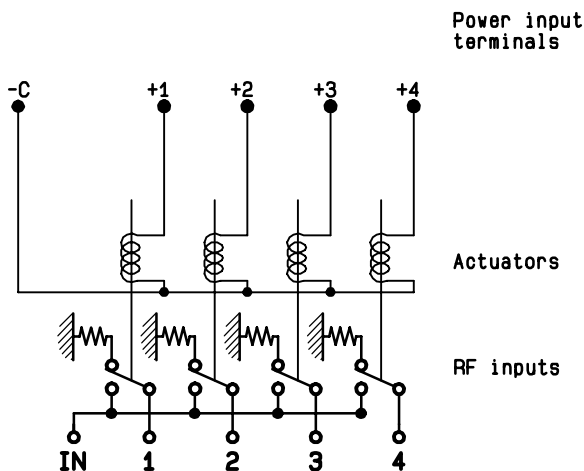 Power input
terminals
-C +1 +2 +3 +4
Actuators
RF inputs
IN 1 2 3 4